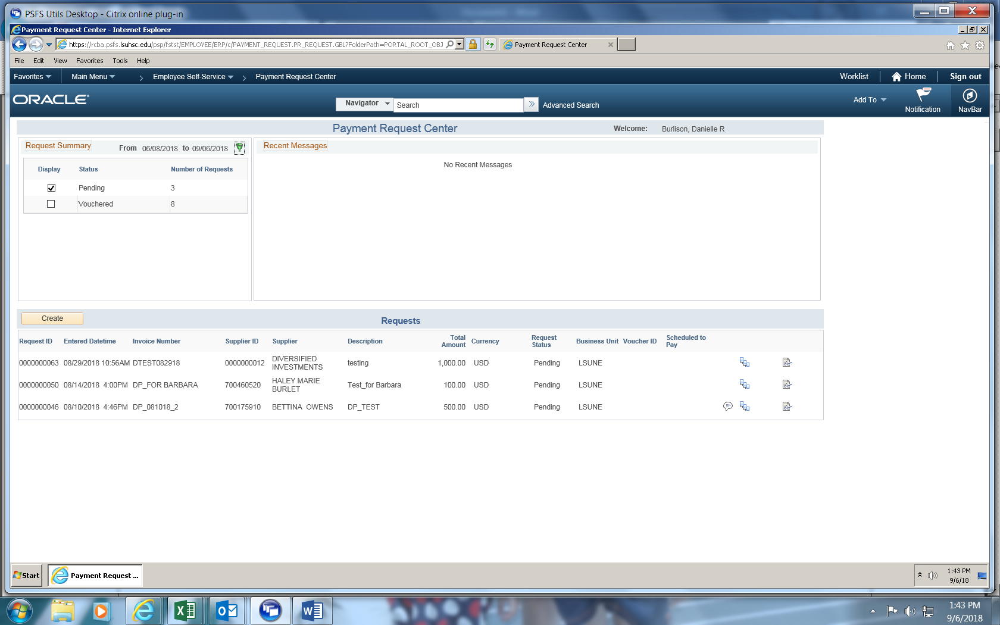 PSFS Utils Desktop - Citrix online plug-in
Payment Request Center - Internet Explorer
https://rcba.psfs.lsuhsc.edu/psp/fstst/EMPLOYEE/ERP/c/PAYMENT_REQUEST.PR_REQUEST.GBL?FolderPath=PORTAL_ROOT_OBJ
Payment Request Center
File Edit View Favorites Tools Help
Favorites Main Menu Employee Self-Service Payment Request Center Worklist Home Sign out
ORACLE
Navigator Search Advanced Search Add To Notification NavBar
Payment Request Center Welcome: Burlison, Danielle R
Request Summary From 06/08/2018 to 09/06/2018
Recent Messages
No Recent Messages
Display Status Number of Requests
Pending 3
Vouchered 8
Create Requests
Request ID Entered Datetime Invoice Number Supplier ID Supplier Description Total Amount Currency Request Status Business Unit Voucher ID Scheduled to Pay
0000000063 08/29/2018 10:56AM DTEST082918 0000000012 DIVERSIFIED INVESTMENTS testing 1,000.00 USD Pending LSUNE
0000000050 08/14/2018 4:00PM DP_FOR BARBARA 700460520 HALEY MARIE BURLET Test_for Barbara 100.00 USD Pending LSUNE
0000000046 08/10/2018 4:46PM DP_081018_2 700175910 BETTINA OWENS DP_TEST 500.00 USD Pending LSUNE
Start Payment Request ... 1:43 PM
9/6/18
1:43 PM
9/6/2018